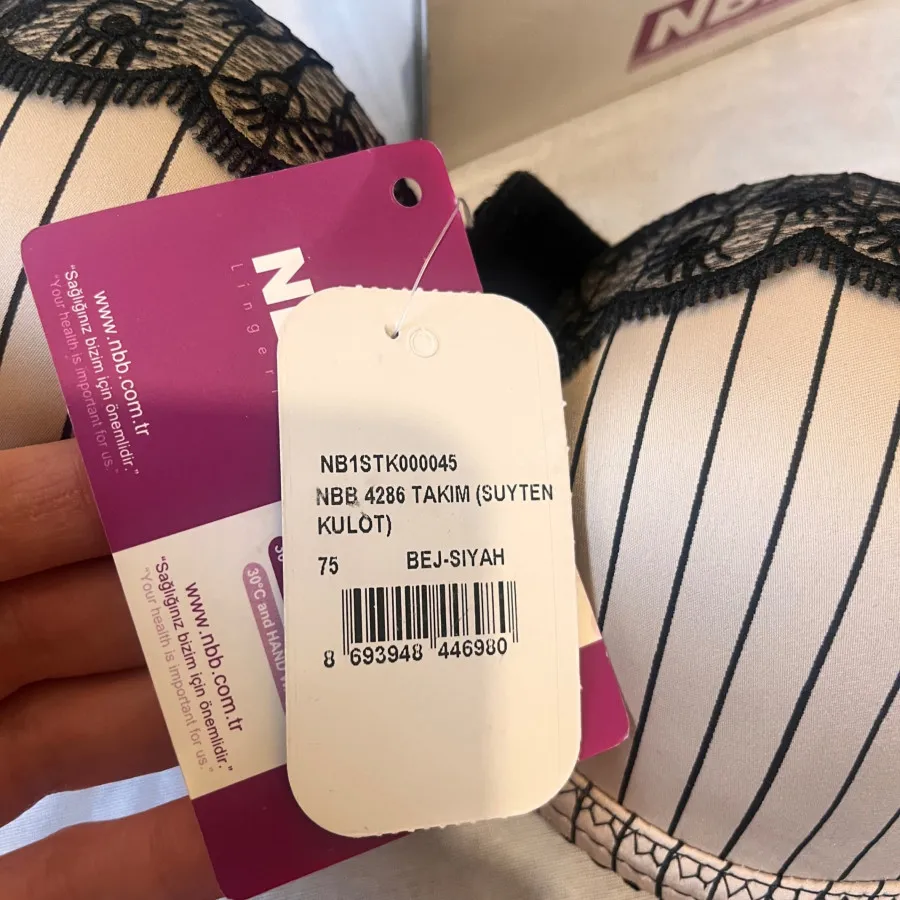 NB1STK000045
NBB 4286 TAKIM (SUYTEN
KULOT)
75 BEJ-SIYAH
8 693948 446980
www.nbb.com.tr
"Sağlığınız bizim için önemlidir."
"Your health is important for us."
www.nbb.com.tr
"Sağlığınız bizim için önemlidir."
"Your health is important for us."
30°C and HAND